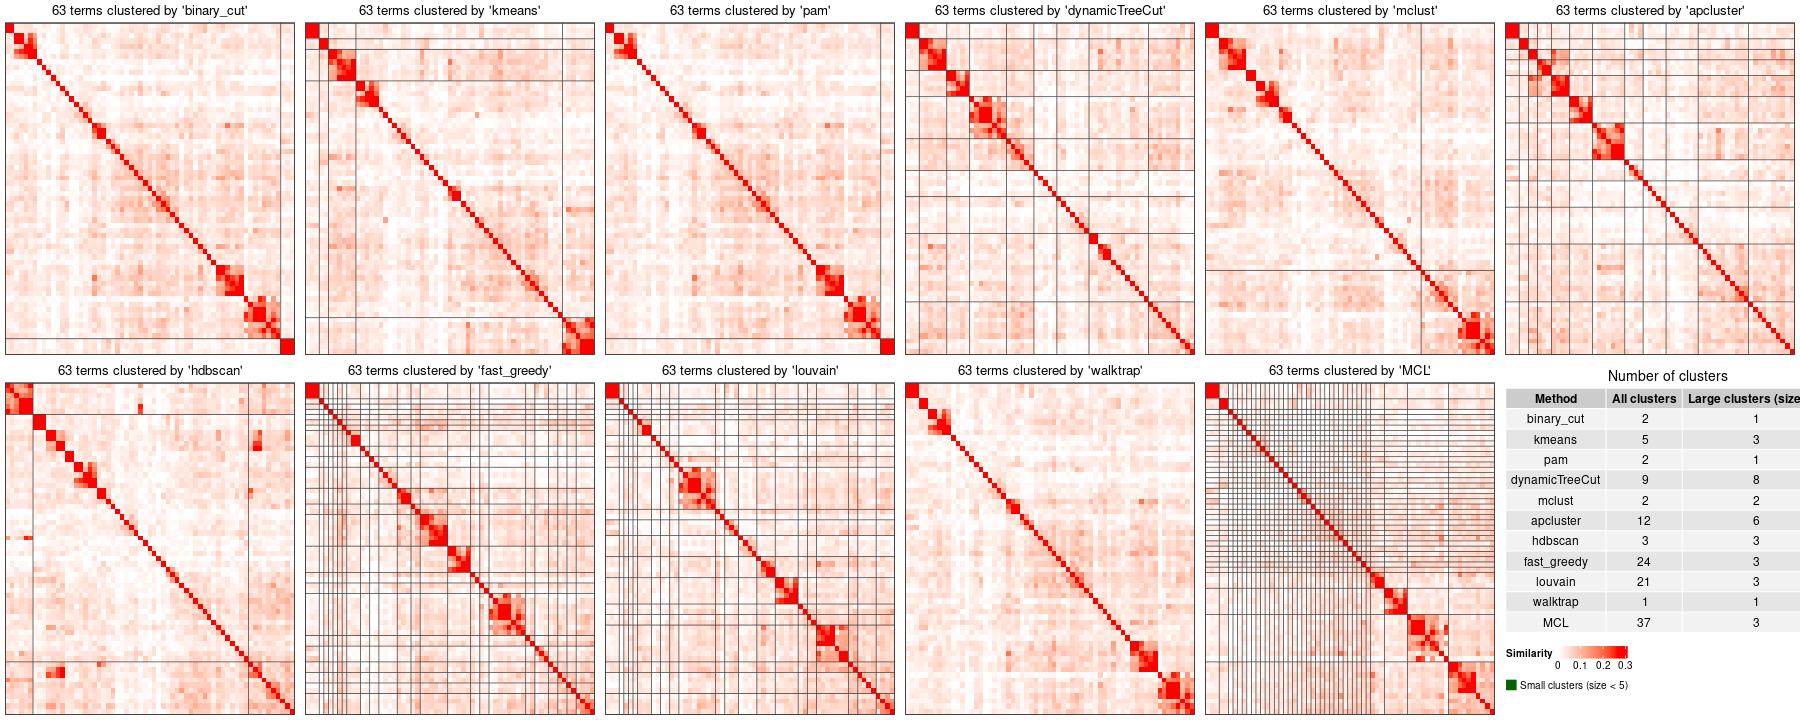 63 terms clustered by 'binary_cut'
63 terms clustered by 'kmeans'
63 terms clustered by 'pam'
63 terms clustered by 'dynamicTreeCut'
63 terms clustered by 'mclust'
63 terms clustered by 'apcluster'
63 terms clustered by 'hdbscan'
63 terms clustered by 'fast_greedy'
63 terms clustered by 'louvain'
63 terms clustered by 'walktrap'
63 terms clustered by 'MCL'
Number of clusters
Method All clusters Large clusters (size
binary_cut 2 1
kmeans 5 3
pam 2 1
dynamicTreeCut 9 8
mclust 2 2
apcluster 12 6
hdbscan 3 3
fast_greedy 24 3
louvain 21 3
walktrap 1 1
MCL 37 3
Similarity
0 0.1 0.2 0.3
Small clusters (size < 5)